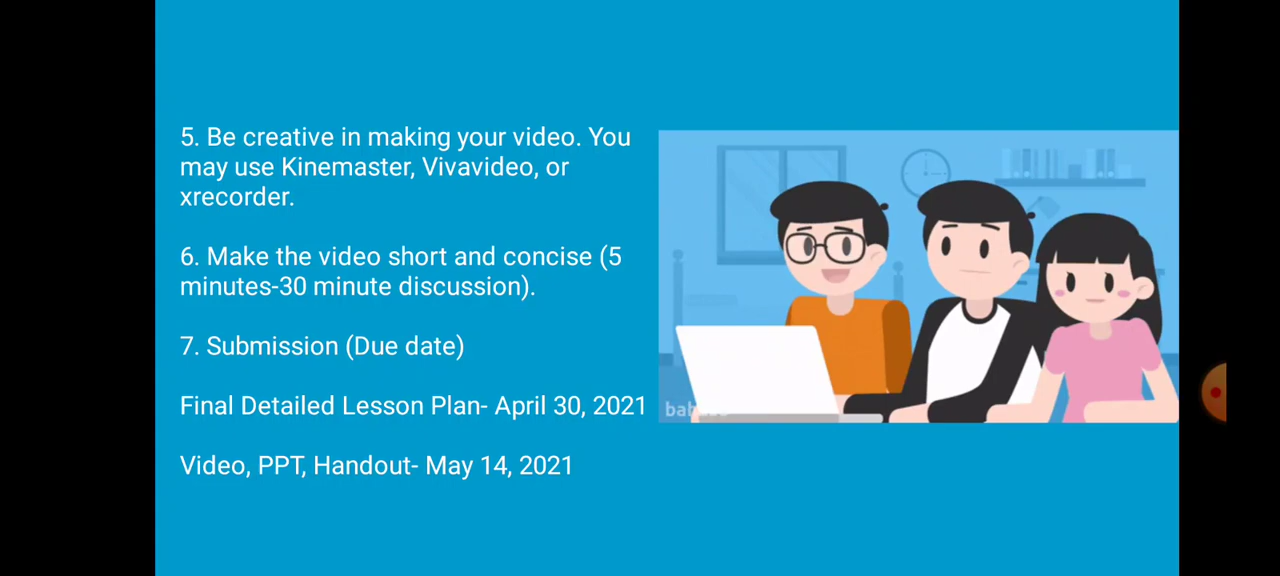 5. Be creative in making your video. You
may use Kinemaster, Vivavideo, or
xrecorder.
6. Make the video short and concise (5
minutes-30 minute discussion).
7. Submission (Due date)
Final Detailed Lesson Plan- April 30, 2021
Video, PPT, Handout- May 14, 2021